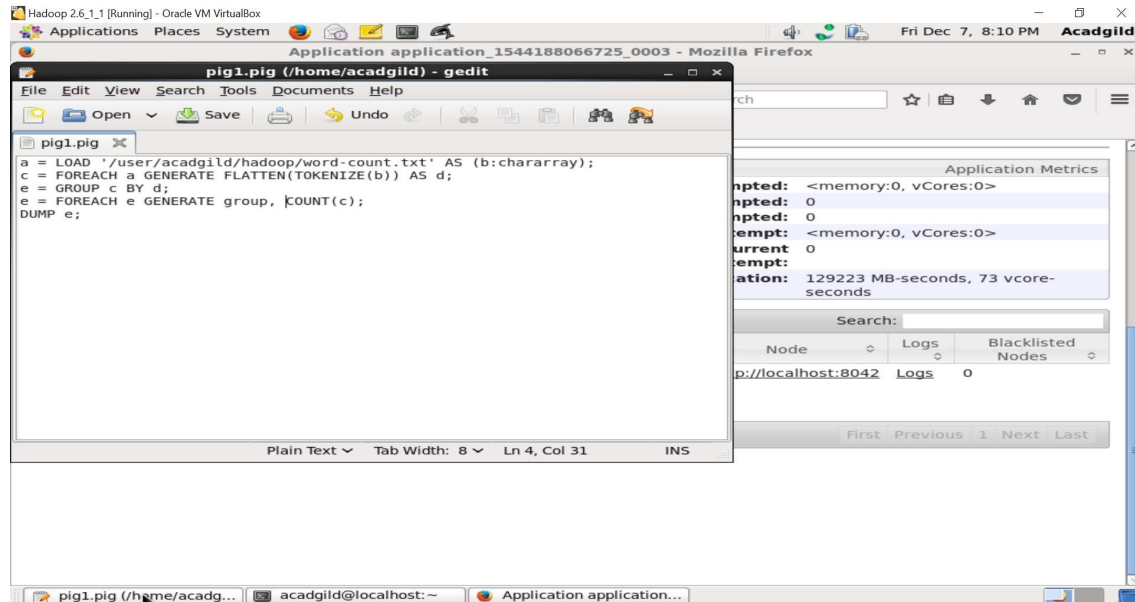 Hadoop 2.6_1_1 [Running] - Oracle VM VirtualBox
Applications Places System Fri Dec 7, 8:10 PM Acadgild
Application application_1544188066725_0003 - Mozilla Firefox
pig1.pig (/home/acadgild) - gedit
File Edit View Search Tools Documents Help
Open Save Undo
rch
pig1.pig
a = LOAD '/user/acadgild/hadoop/word-count.txt' AS (b:chararray);
c = FOREACH a GENERATE FLATTEN(TOKENIZE(b)) AS d;
e = GROUP c BY d;
e = FOREACH e GENERATE group, COUNT(c);
DUMP e;
Plain Text Tab Width: 8 Ln 4, Col 31 INS
Application Metrics
mpted: <memory:0, vCores:0>
mpted: 0
mpted: 0
empt: <memory:0, vCores:0>
urrent 0
empt:
ation: 129223 MB-seconds, 73 vcore-
seconds
Search:
Node Logs Blacklisted
Nodes
p://localhost:8042 Logs 0
First Previous 1 Next Last
pig1.pig (/home/acadg... acadgild@localhost:~ Application application...